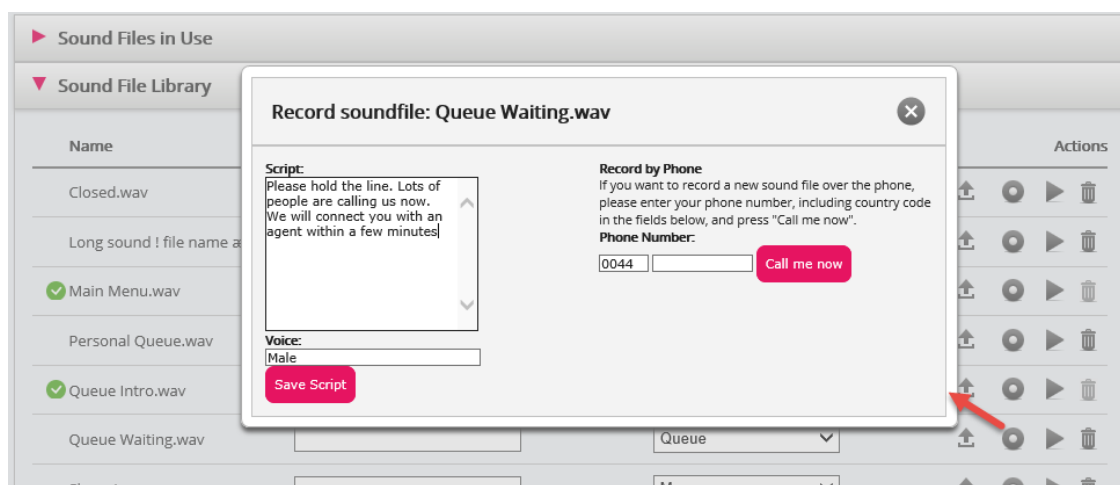 Sound Files in Use
Sound File Library
Record soundfile: Queue Waiting.wav
Name
Actions
Script:
Please hold the line. Lots of
people are calling us now.
We will connect you with an
agent within a few minutes
Voice:
Male
Save Script
Record by Phone
If you want to record a new sound file over the phone,
please enter your phone number, including country code
in the fields below, and press "Call me now".
Phone Number:
0044
Call me now
Closed.wav
Long sound ! file name
Main Menu.wav
Personal Queue.wav
Queue Intro.wav
Queue Waiting.wav
Queue